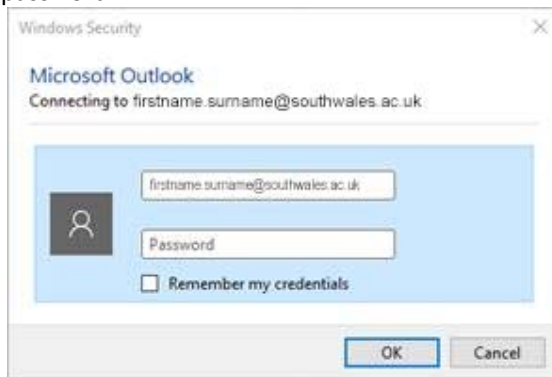 Windows Security
Microsoft Outlook
Connecting to firstname.surname@southwales.ac.uk
firstname.surname@southwales.ac.uk
Password
Remember my credentials
OK Cancel